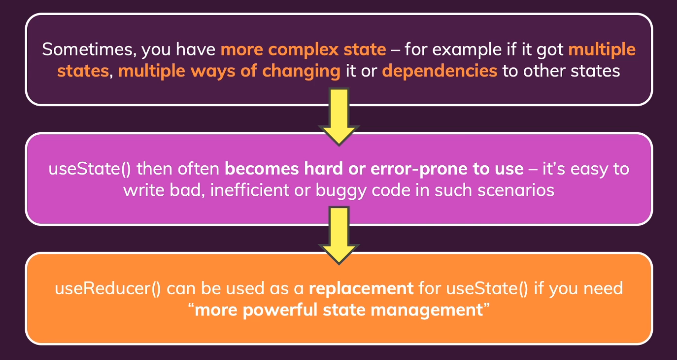 Sometimes, you have more complex state – for example if it got multiple
states, multiple ways of changing it or dependencies to other states
useState() then often becomes hard or error-prone to use – it's easy to
write bad, inefficient or buggy code in such scenarios
useReducer() can be used as a replacement for useState() if you need
“more powerful state management”